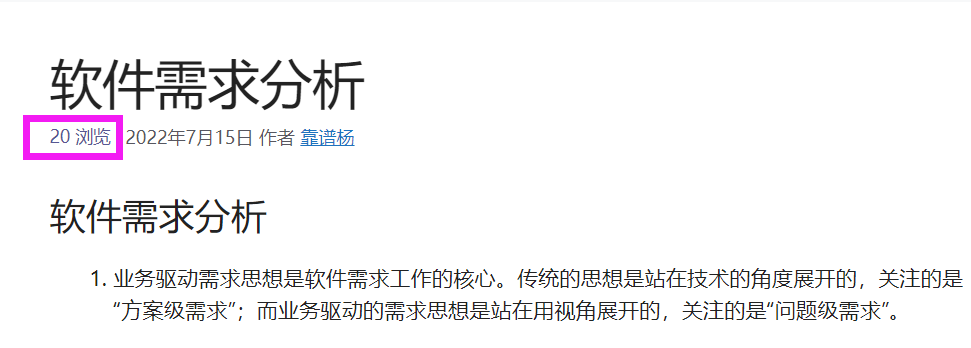 软件需求分析
20 浏览 2022年7月15日 作者 靠谱杨
软件需求分析
1. 业务驱动需求思想是软件需求工作的核心。传统的思想是站在技术的角度展开的，关注的是
“方案级需求”；而业务驱动的需求思想是站在用视角展开的，关注的是“问题级需求”。